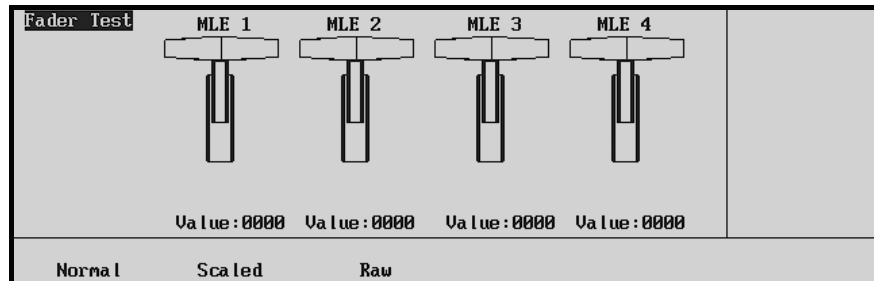 Fader Test MLE 1 MLE 2 MLE 3 MLE 4
Value:0000 Value:0000 Value:0000 Value:0000
Normal Scaled Raw